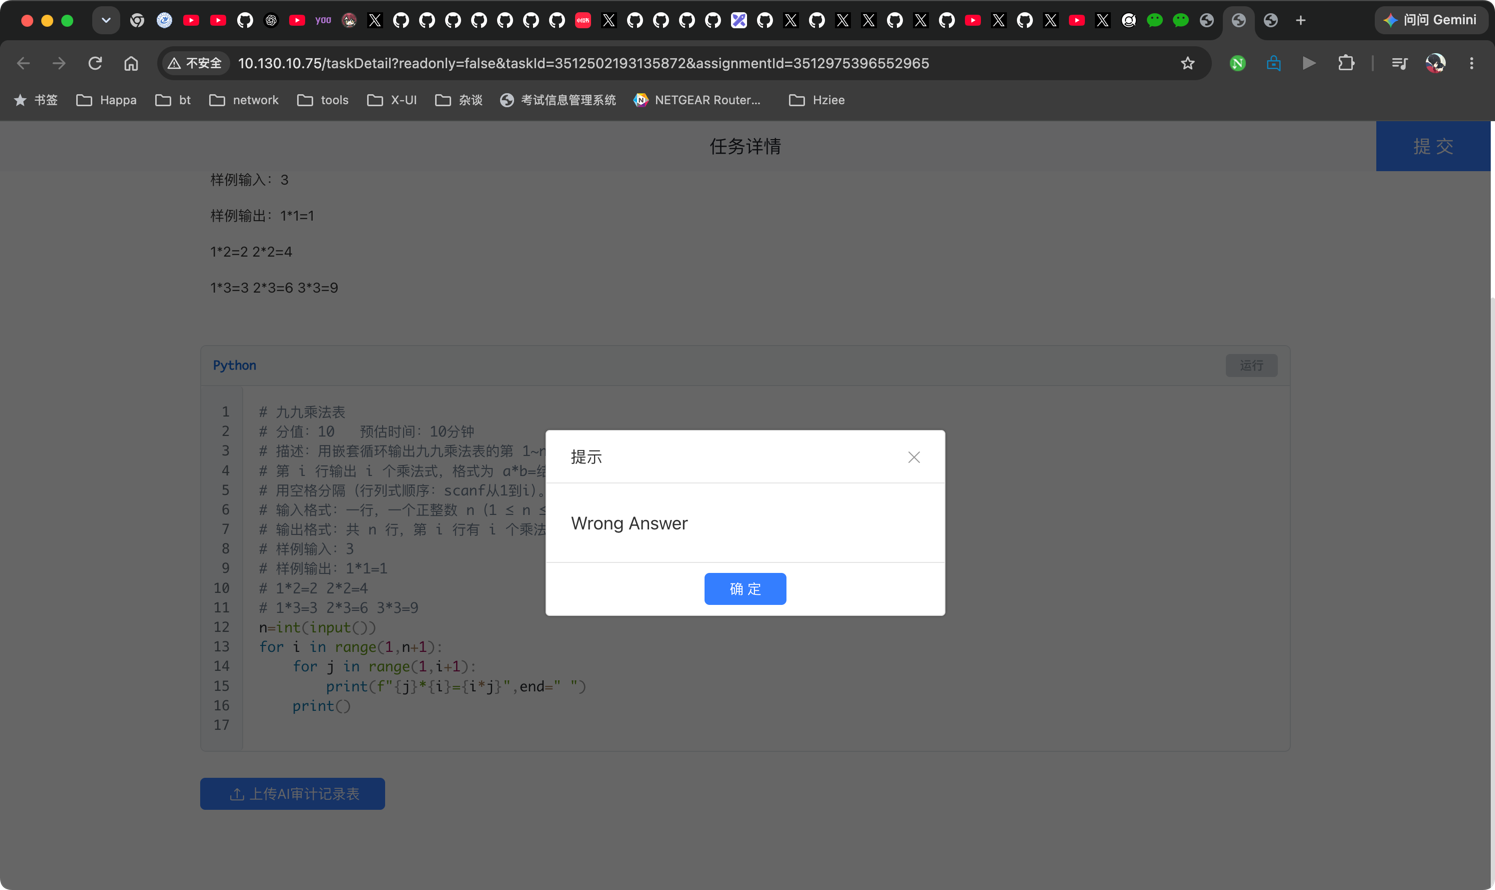 问问 Gemini
不安全 10.130.10.75/taskDetail?readonly=false&taskId=3512502193135872&assignmentId=3512975396552965
书签 Happa bt network tools X-UI 杂谈 考试信息管理系统 NETGEAR Router... Hziee
任务详情 提 交
样例输入：3
样例输出：1*1=1
1*2=2 2*2=4
1*3=3 2*3=6 3*3=9
Python 运行
1 # 九九乘法表
2 # 分值：10 预估时间：10分钟
3 # 描述：用嵌套循环输出九九乘法表的第 1~n
4 # 第 i 行输出 i 个乘法式，格式为 a*b=结
5 # 用空格分隔（行列式顺序：scanf从1到i）。
6 # 输入格式：一行，一个正整数 n（1 ≤ n ≤
7 # 输出格式：共 n 行，第 i 行有 i 个乘法
8 # 样例输入：3
9 # 样例输出：1*1=1
10 # 1*2=2 2*2=4
11 # 1*3=3 2*3=6 3*3=9
12 n=int(input())
13 for i in range(1,n+1):
14 for j in range(1,i+1):
15 print(f"{j}*{i}={i*j}",end=" ")
16 print()
17
提示
Wrong Answer
确 定
上传AI审计记录表